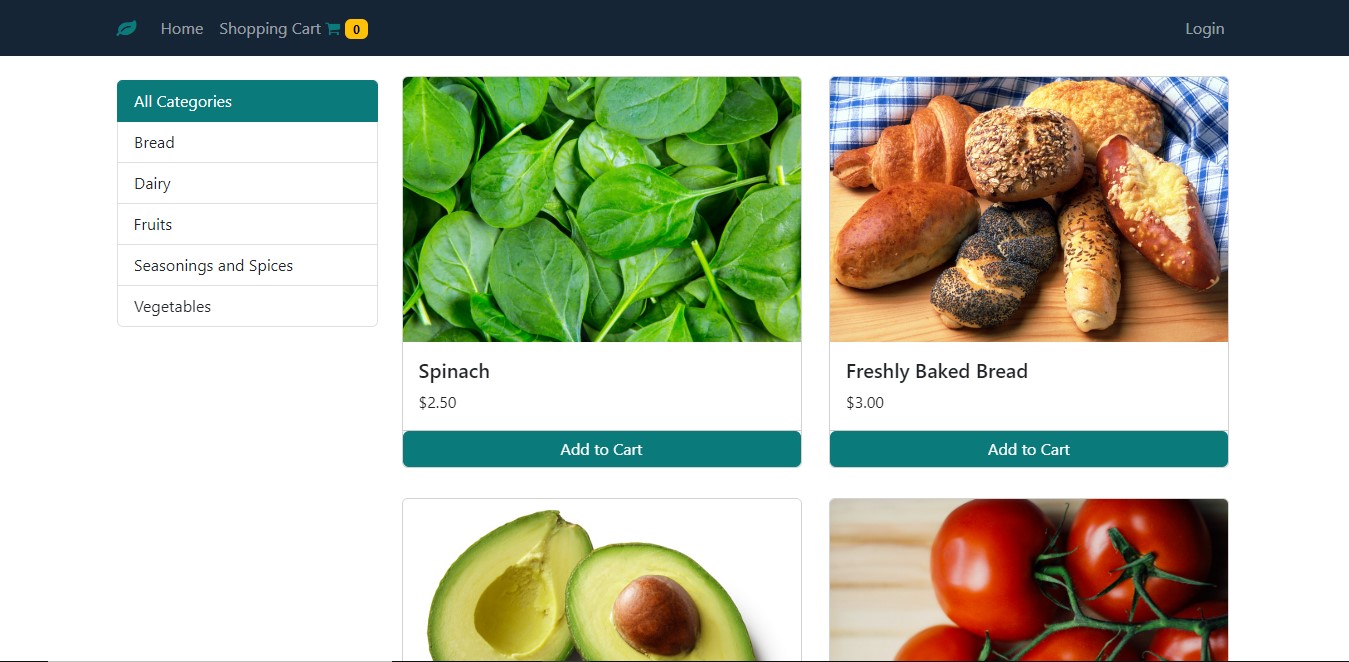 Home Shopping Cart 0 Login
All Categories
Bread
Dairy
Fruits
Seasonings and Spices
Vegetables
Spinach
$2.50
Add to Cart
Freshly Baked Bread
$3.00
Add to Cart